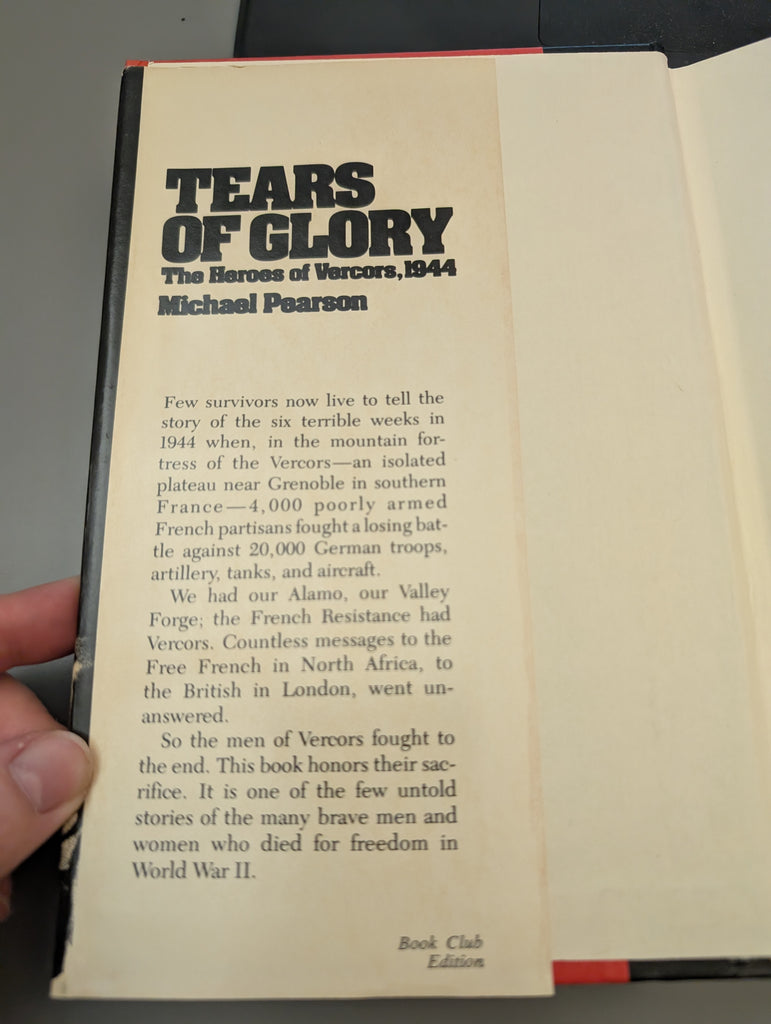 TEARS
OF GLORY
The Heroes of Vercors, 1944
Michael Pearson
Few survivors now live to tell the
story of the six terrible weeks in
1944 when, in the mountain for-
tress of the Vercors—an isolated
plateau near Grenoble in southern
France—4,000 poorly armed
French partisans fought a losing bat-
tle against 20,000 German troops,
artillery, tanks, and aircraft.
We had our Alamo, our Valley
Forge; the French Resistance had
Vercors. Countless messages to the
Free French in North Africa, to
the British in London, went un-
answered.
So the men of Vercors fought to
the end. This book honors their sac-
rifice. It is one of the few untold
stories of the many brave men and
women who died for freedom in
World War II.
Book Club
Edition